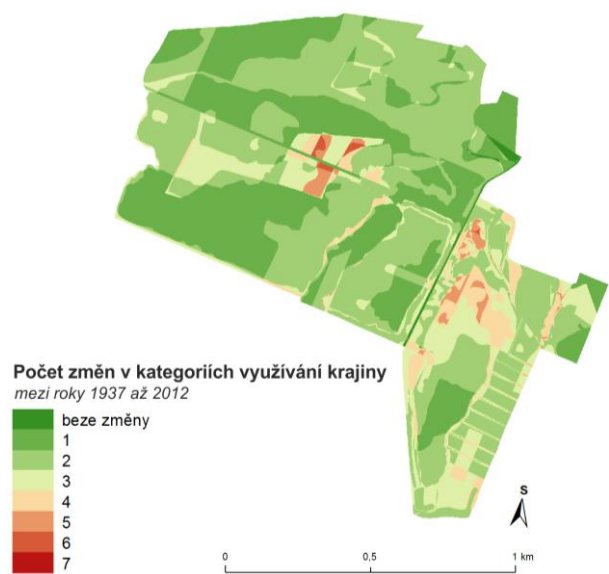 Počet změn v kategoriích využívání krajiny
mezi roky 1937 až 2012
beze změny
1
2
3
4
5
6
7
S
0 0,5 1 km